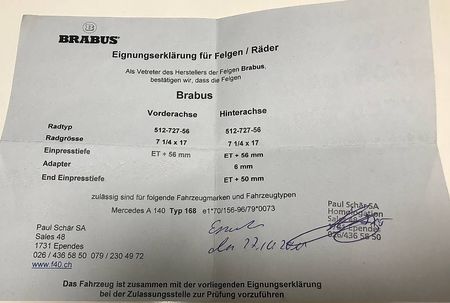 B
BRABUS®
Eignungserklärung für Felgen / Räder
Als Vetreter des Herstellers der Felgen Brabus,
bestätigen wir, dass die Felgen
Brabus
Vorderachse Hinterachse
Radtyp 512-727-56 512-727-56
Radgrösse 7 1/4 x 17 7 1/4 x 17
Einpresstiefe ET + 56 mm ET + 56 mm
Adapter 6 mm
End Einpresstiefe ET + 50 mm
zulässig sind für folgende Fahrzeugmarken und Fahrzeugtypen
Mercedes A 140 Typ 168 e1*70/156-96/79*0073
Paul Schär SA
Sales 48
1731 Ependes
026 / 436 58 50 079 / 230 49 72
www.f40.ch
Paul Schär SA
Homologation
Ependes
026/436 58 50
Das Fahrzeug ist zusammen mit der vorliegenden Eignungserklärung
bei der Zulassungsstelle zur Prüfung vorzuführen